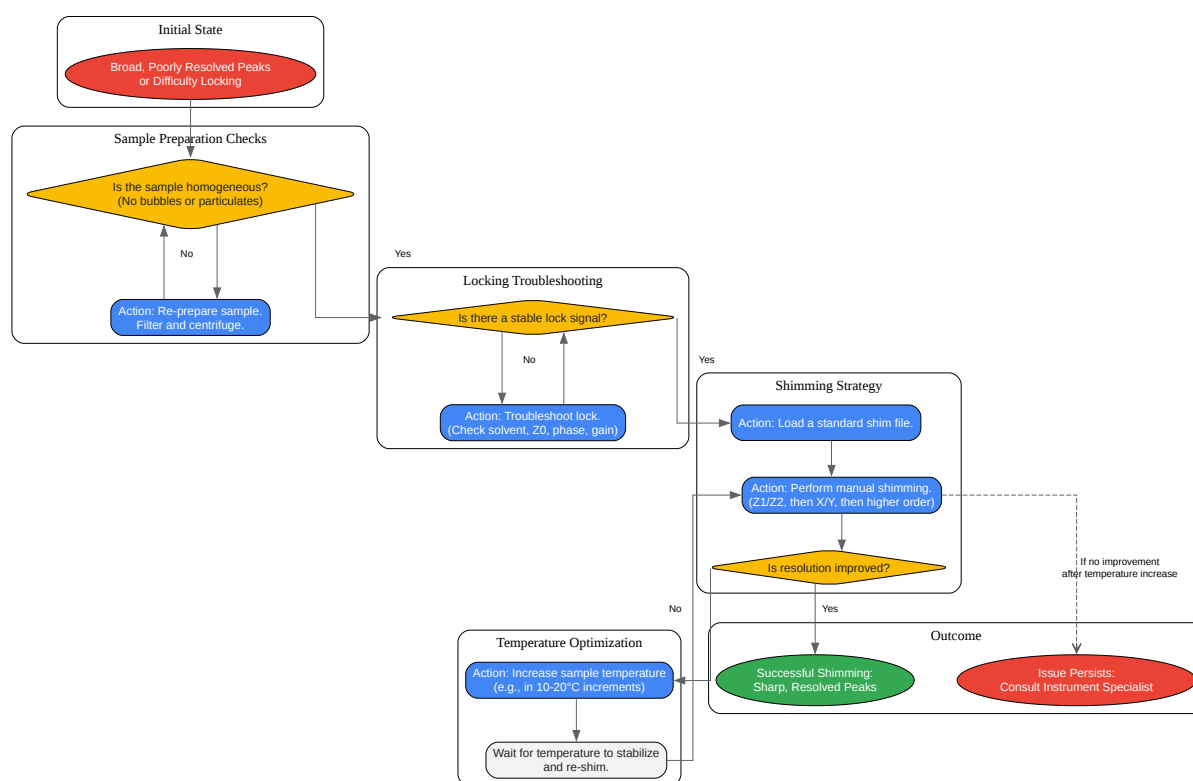 Initial State
Broad, Poorly Resolved Peaks
or Difficulty Locking
Sample Preparation Checks
Is the sample homogeneous?
(No bubbles or particulates)
No
Yes
Action: Re-prepare sample.
Filter and centrifuge.
Locking Troubleshooting
Is there a stable lock signal?
No
Yes
Action: Troubleshoot lock.
(Check solvent, Z0, phase, gain)
Shimming Strategy
Action: Load a standard shim file.
Action: Perform manual shimming.
(Z1/Z2, then X/Y, then higher order)
Is resolution improved?
If no improvement
after temperature increase
No
Yes
Temperature Optimization
Action: Increase sample temperature
(e.g., in 10-20°C increments)
Wait for temperature to stabilize
and re-shim.
Outcome
Successful Shimming:
Sharp, Resolved Peaks
Issue Persists:
Consult Instrument Specialist